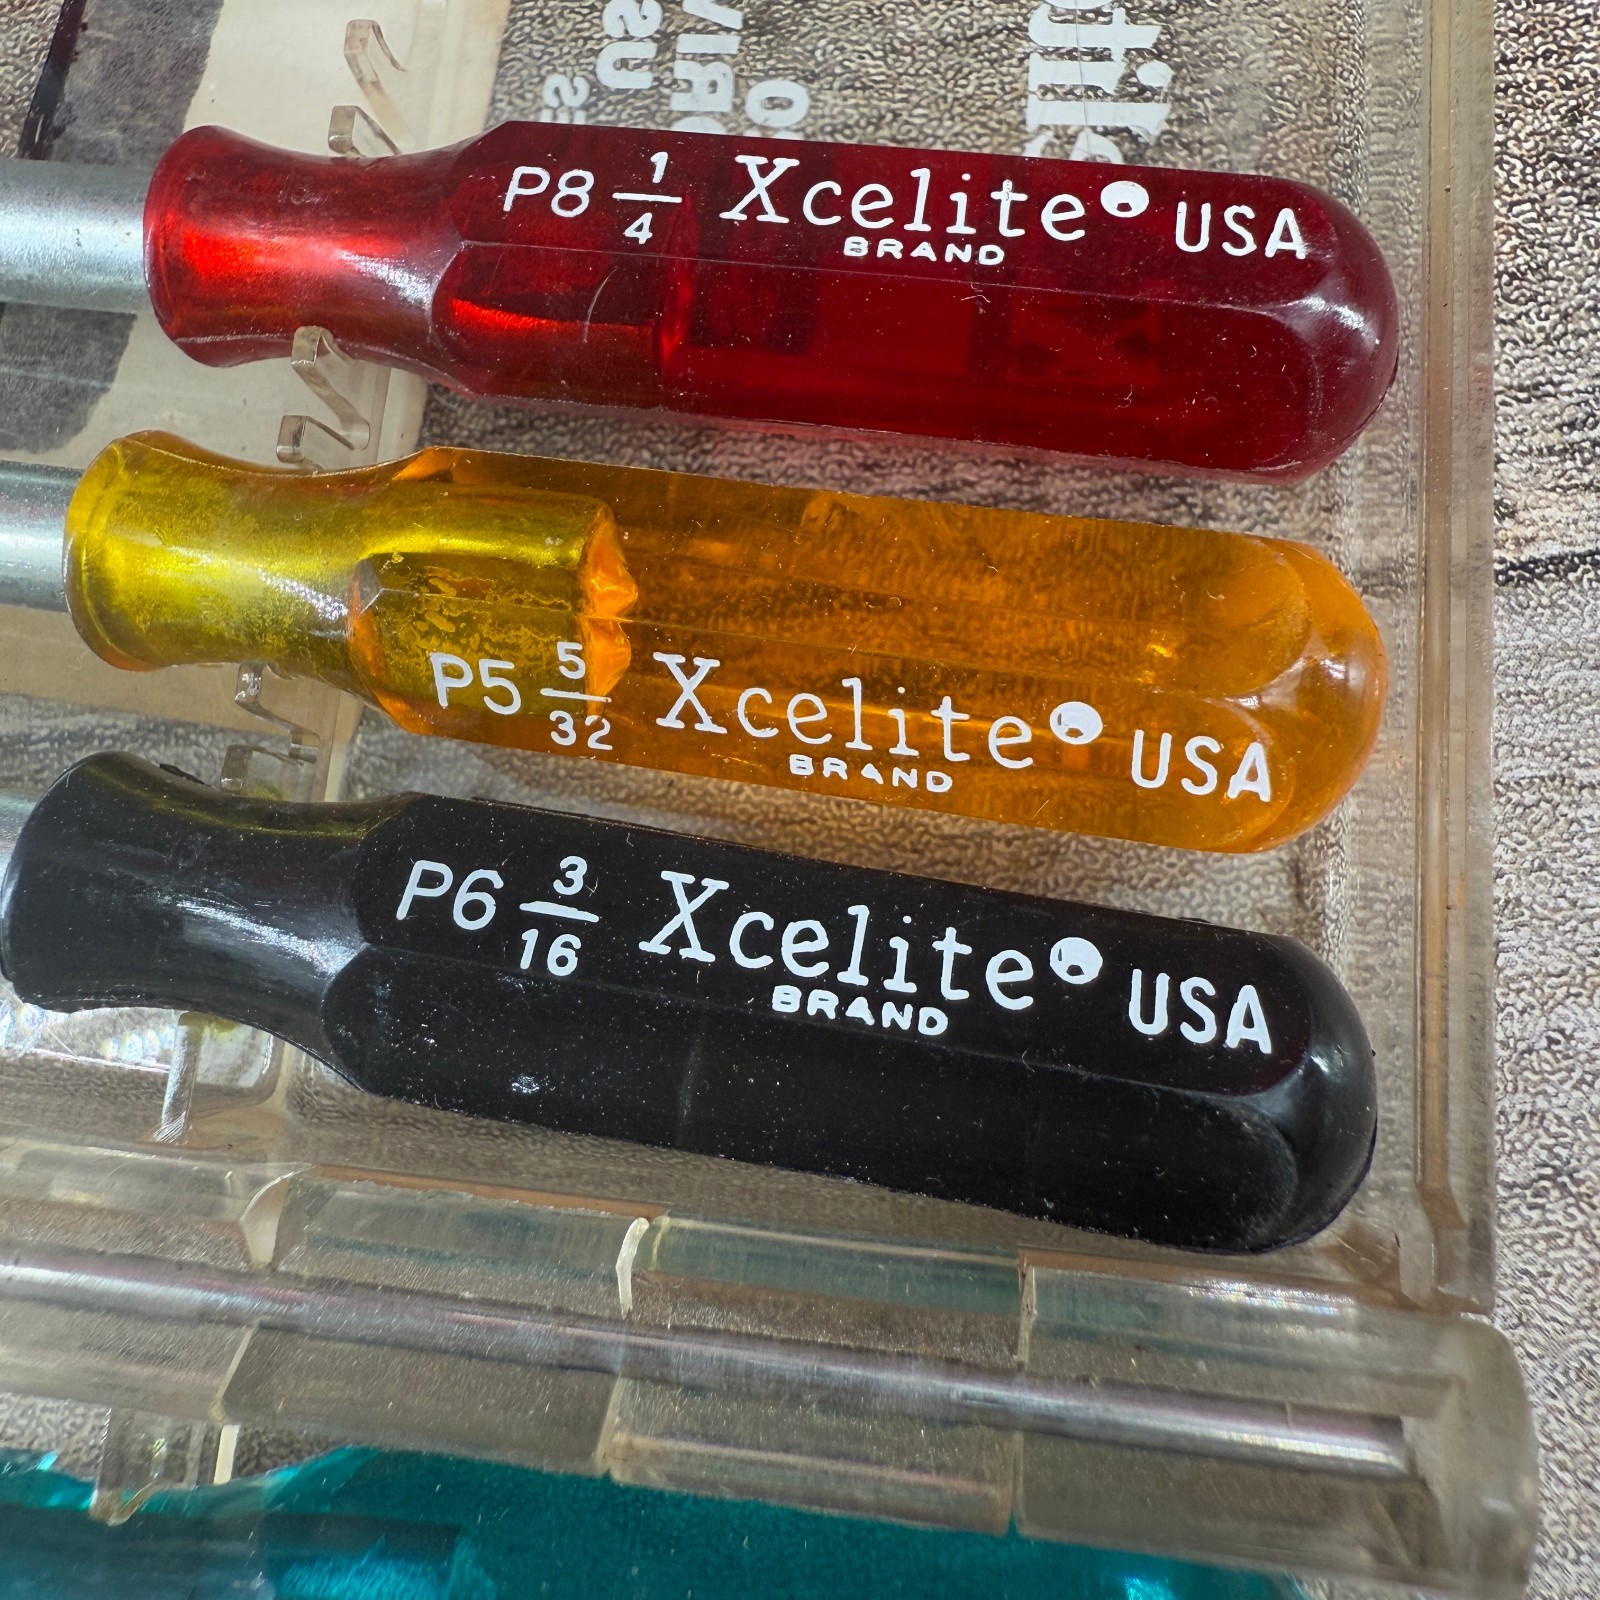 P8 1/4 Xcelite® USA
BRAND
P5 5/32 Xcelite® USA
BRAND
P6 3/16 Xcelite® USA
BRAND